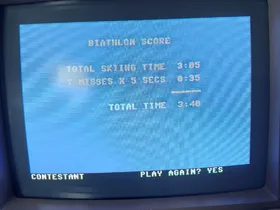 BIATHLON SCORE
TOTAL SKIING TIME 3:05
7 MISSES X 5 SECS 0:35
TOTAL TIME 3:40
CONTESTANT PLAY AGAIN? YES